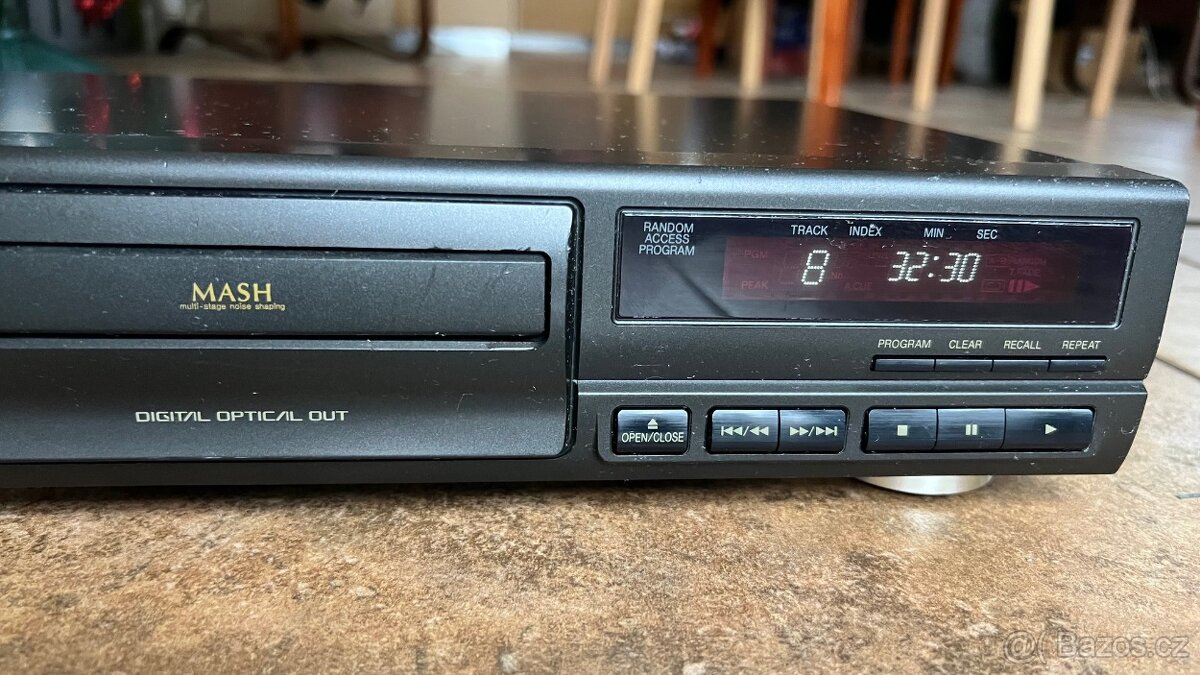 RANDOM
ACCESS
PROGRAM
TRACK INDEX MIN SEC
PGM
8 32:30
PEAK
A.CUE
MASH
multi-stage noise shaping
PROGRAM CLEAR RECALL REPEAT
DIGITAL OPTICAL OUT
OPEN/CLOSE
Bazos.cz